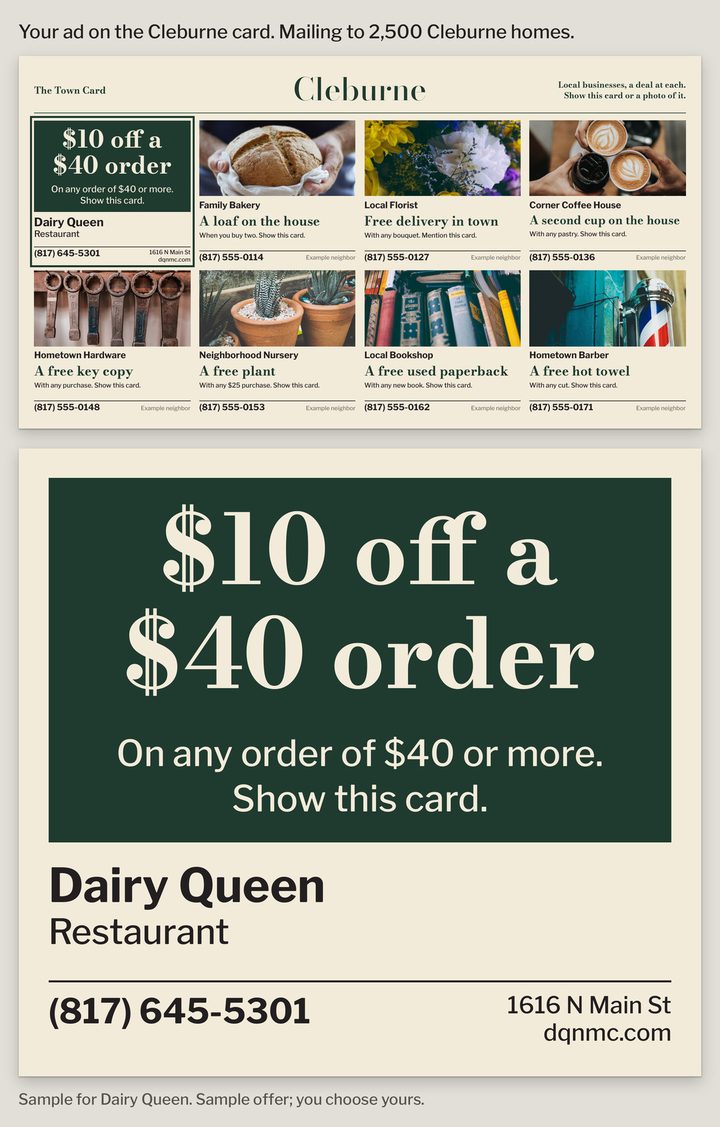 Your ad on the Cleburne card. Mailing to 2,500 Cleburne homes.
The Town Card
Cleburne
Local businesses, a deal at each.
Show this card or a photo of it.
$10 off a
$40 order
On any order of $40 or more.
Show this card.
Dairy Queen
Restaurant
(817) 645-5301
1616 N Main St
dqnmc.com
Family Bakery
A loaf on the house
When you buy two. Show this card.
(817) 555-0114
Example neighbor
Local Florist
Free delivery in town
With any bouquet. Mention this card.
(817) 555-0127
Example neighbor
Corner Coffee House
A second cup on the house
With any pastry. Show this card.
(817) 555-0136
Example neighbor
Hometown Hardware
A free key copy
With any purchase. Show this card.
(817) 555-0148
Example neighbor
Neighborhood Nursery
A free plant
With any $25 purchase. Show this card.
(817) 555-0153
Example neighbor
Local Bookshop
A free used paperback
With any new book. Show this card.
(817) 555-0162
Example neighbor
Hometown Barber
A free hot towel
With any cut. Show this card.
(817) 555-0171
Example neighbor
$10 off a
$40 order
On any order of $40 or more.
Show this card.
Dairy Queen
Restaurant
(817) 645-5301
1616 N Main St
dqnmc.com
Sample for Dairy Queen. Sample offer; you choose yours.